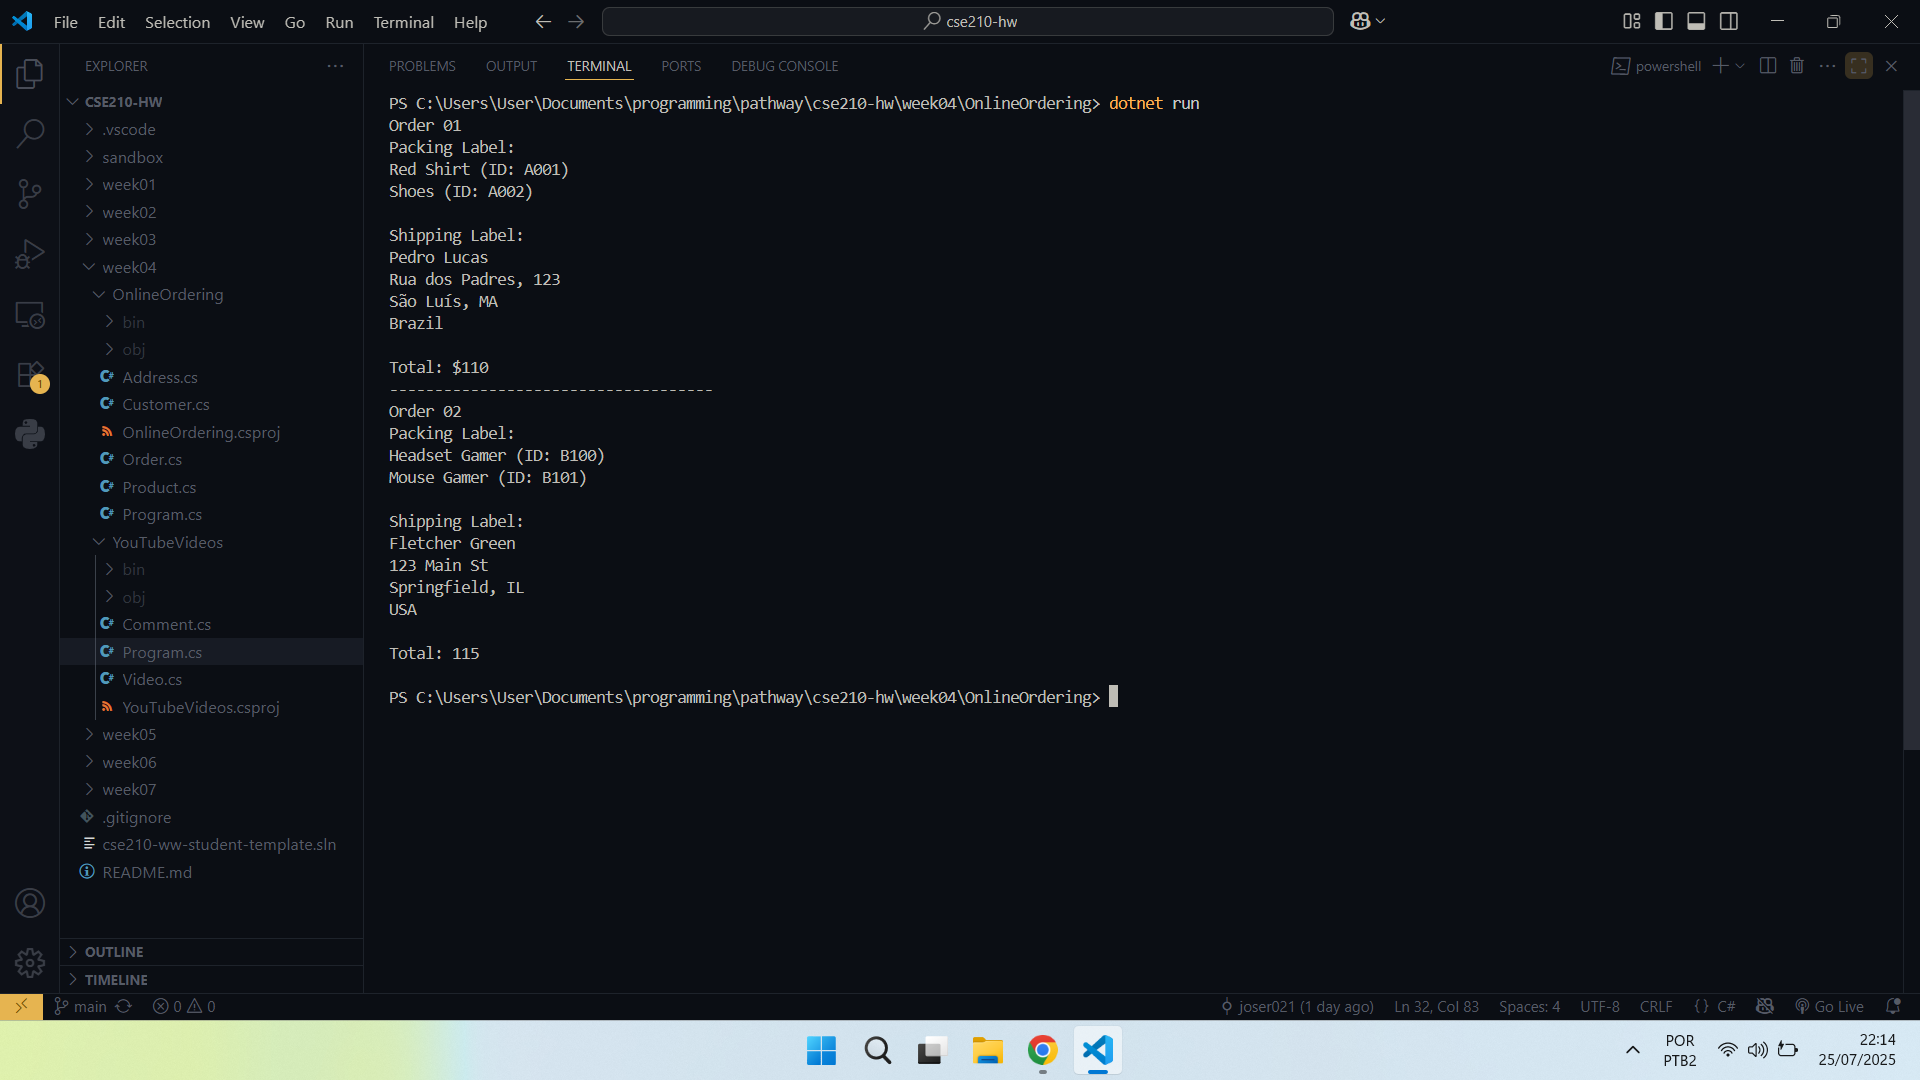 File Edit Selection View Go Run Terminal Help
cse210-hw
EXPLORER
CSE210-HW
.vscode
sandbox
week01
week02
week03
week04
OnlineOrdering
bin
obj
Address.cs
Customer.cs
OnlineOrdering.csproj
Order.cs
Product.cs
Program.cs
YouTubeVideos
bin
obj
Comment.cs
Program.cs
Video.cs
YouTubeVideos.csproj
week05
week06
week07
.gitignore
cse210-ww-student-template.sln
README.md
OUTLINE
TIMELINE
1
PROBLEMS OUTPUT TERMINAL PORTS DEBUG CONSOLE
powershell
PS C:\Users\User\Documents\programming\pathway\cse210-hw\week04\OnlineOrdering> dotnet run
Order 01
Packing Label:
Red Shirt (ID: A001)
Shoes (ID: A002)
Shipping Label:
Pedro Lucas
Rua dos Padres, 123
São Luís, MA
Brazil
Total: $110
------------------------------------
Order 02
Packing Label:
Headset Gamer (ID: B100)
Mouse Gamer (ID: B101)
Shipping Label:
Fletcher Green
123 Main St
Springfield, IL
USA
Total: 115
PS C:\Users\User\Documents\programming\pathway\cse210-hw\week04\OnlineOrdering>
main 0 0
joser021 (1 day ago) Ln 32, Col 83 Spaces: 4 UTF-8 CRLF {} C# Go Live
POR
PTB2
22:14
25/07/2025